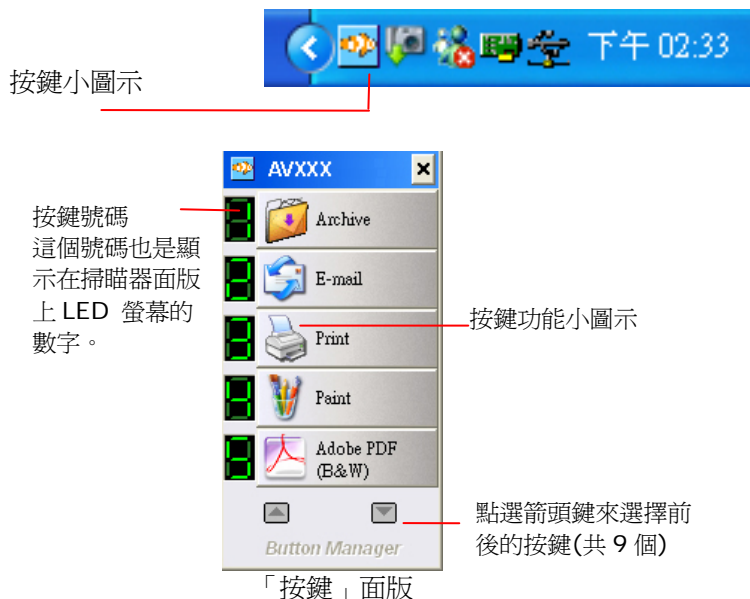 下午 02:33
按鍵小圖示
AVXXX
按鍵號碼
這個號碼也是顯
示在掃瞄器面版
上 LED 螢幕的
數字。
Archive
E-mail
Print
Paint
Adobe PDF
(B&W)
按鍵功能小圖示
點選箭頭鍵來選擇前
後的按鍵(共 9 個)
Button Manager
「按鍵」面版